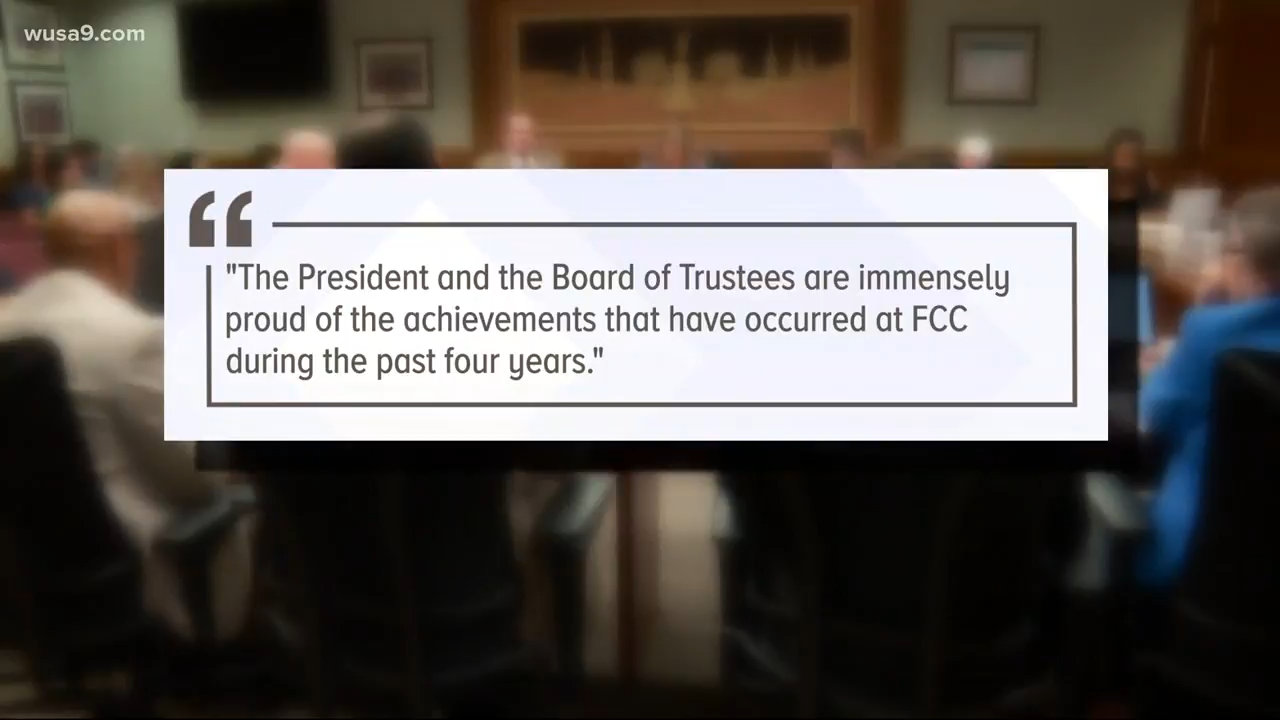 wusa9.com
"The President and the Board of Trustees are immensely
proud of the achievements that have occurred at FCC
during the past four years."